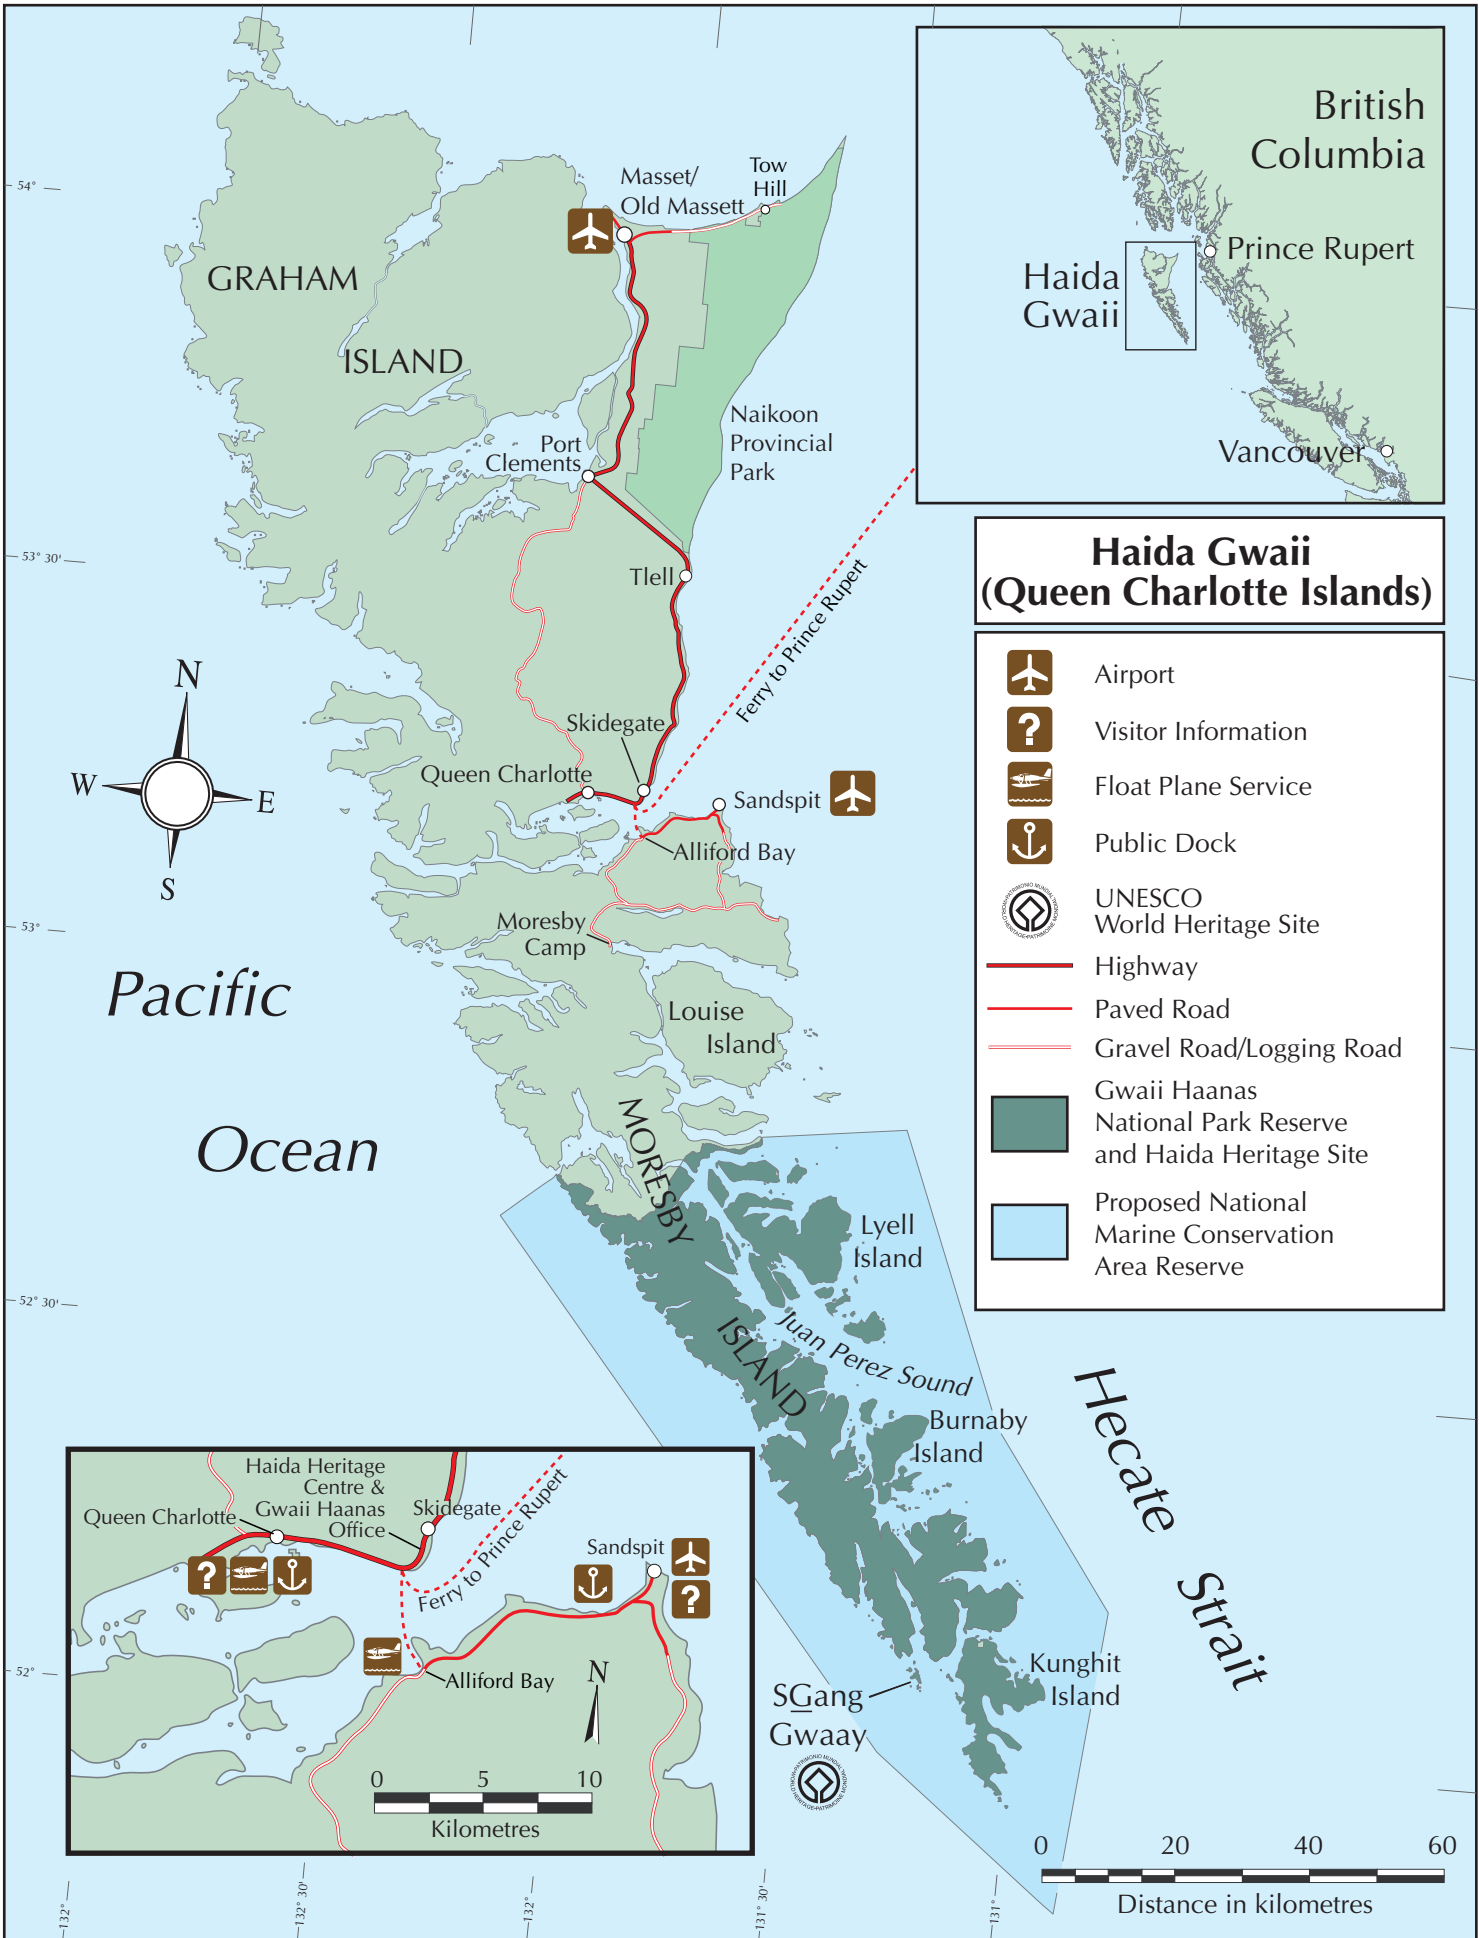 54°
53° 30'
53°
52° 30'
52°
132°
132° 30'
132°
131° 30'
131°
GRAHAM
ISLAND
Masset/
Old Massett
Tow
Hill
Port
Clements
Naikoon
Provincial
Park
Tlell
Ferry to Prince Rupert
Skidegate
Queen Charlotte
Sandspit
Alliford Bay
Moresby
Camp
Louise
Island
MORESBY
ISLAND
Lyell
Island
Juan Perez Sound
Burnaby
Island
Kunghit
Island
SGang
Gwaay
Pacific
Ocean
Hecate
Strait
N
W
E
S
British
Columbia
Prince Rupert
Haida
Gwaii
Vancouver
Haida Gwaii
(Queen Charlotte Islands)
Airport
?
Visitor Information
Float Plane Service
Public Dock
UNESCO
World Heritage Site
Highway
Paved Road
Gravel Road/Logging Road
Gwaii Haanas
National Park Reserve
and Haida Heritage Site
Proposed National
Marine Conservation
Area Reserve
Haida Heritage
Centre &
Gwaii Haanas
Office
Skidegate
Queen Charlotte
?
Ferry to Prince Rupert
Sandspit
?
Alliford Bay
N
0 5 10
Kilometres
0 20 40 60
Distance in kilometres